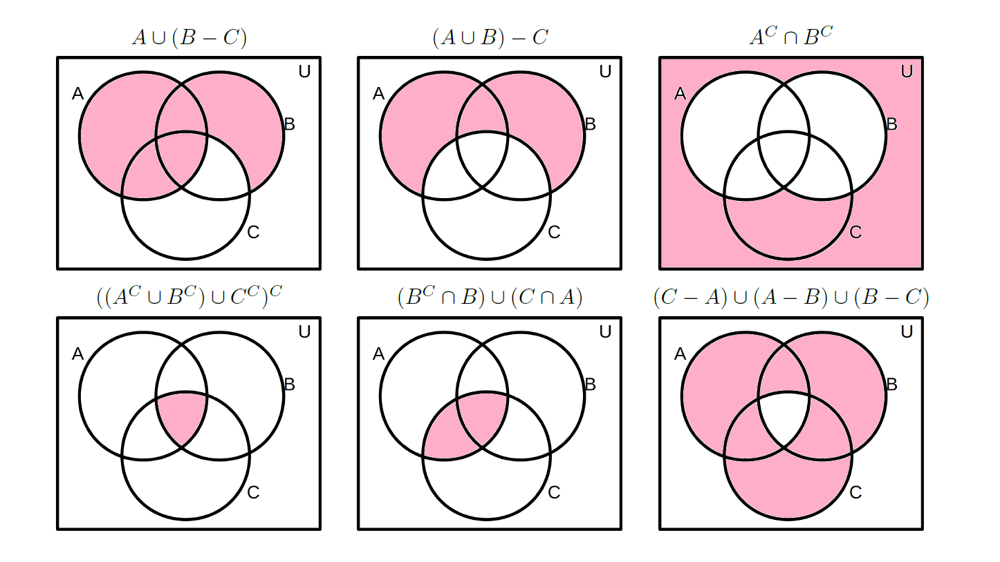 A ∪ (B − C)
(A ∪ B) − C
A^C ∩ B^C
U
A
B
C
U
A
B
C
U
A
B
C
((A^C ∪ B^C) ∪ C^C)^C
(B^C ∩ B) ∪ (C ∩ A)
(C − A) ∪ (A − B) ∪ (B − C)
U
A
B
C
U
A
B
C
U
A
B
C